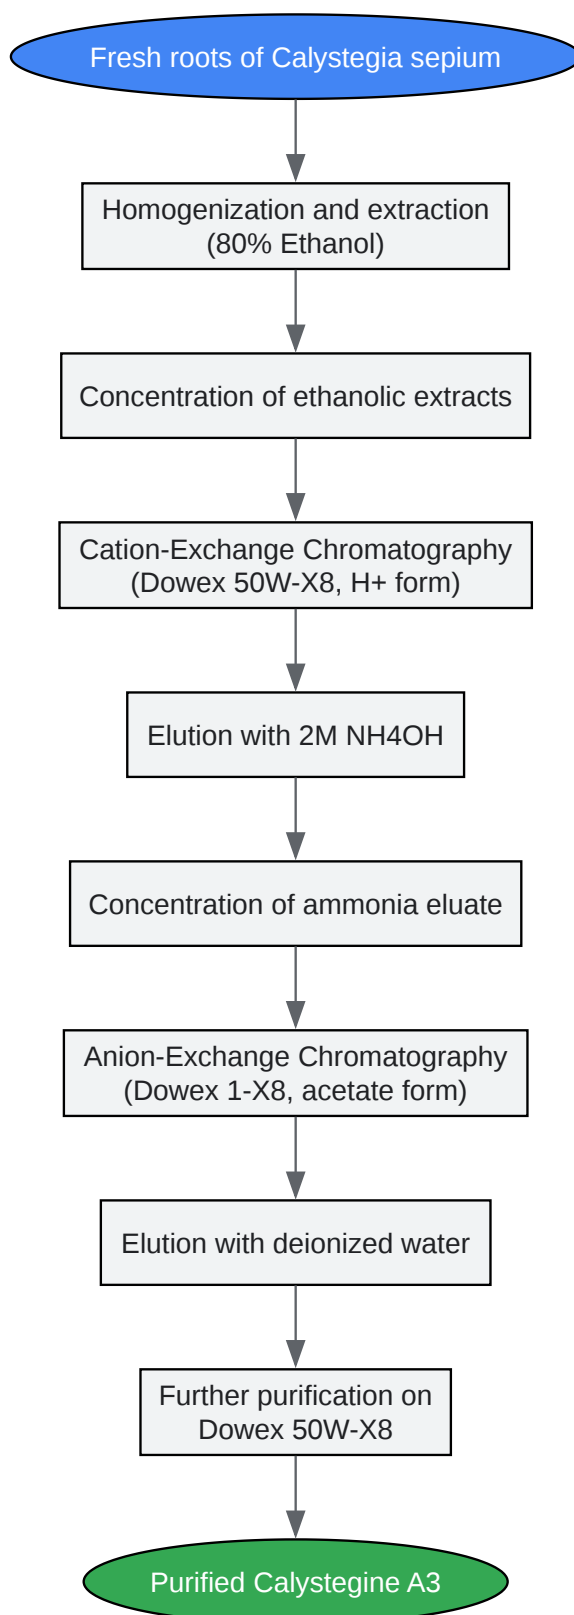 Fresh roots of Calystegia sepium
Homogenization and extraction
(80% Ethanol)
Concentration of ethanolic extracts
Cation-Exchange Chromatography
(Dowex 50W-X8, H+ form)
Elution with 2M NH4OH
Concentration of ammonia eluate
Anion-Exchange Chromatography
(Dowex 1-X8, acetate form)
Elution with deionized water
Further purification on
Dowex 50W-X8
Purified Calystegine A3